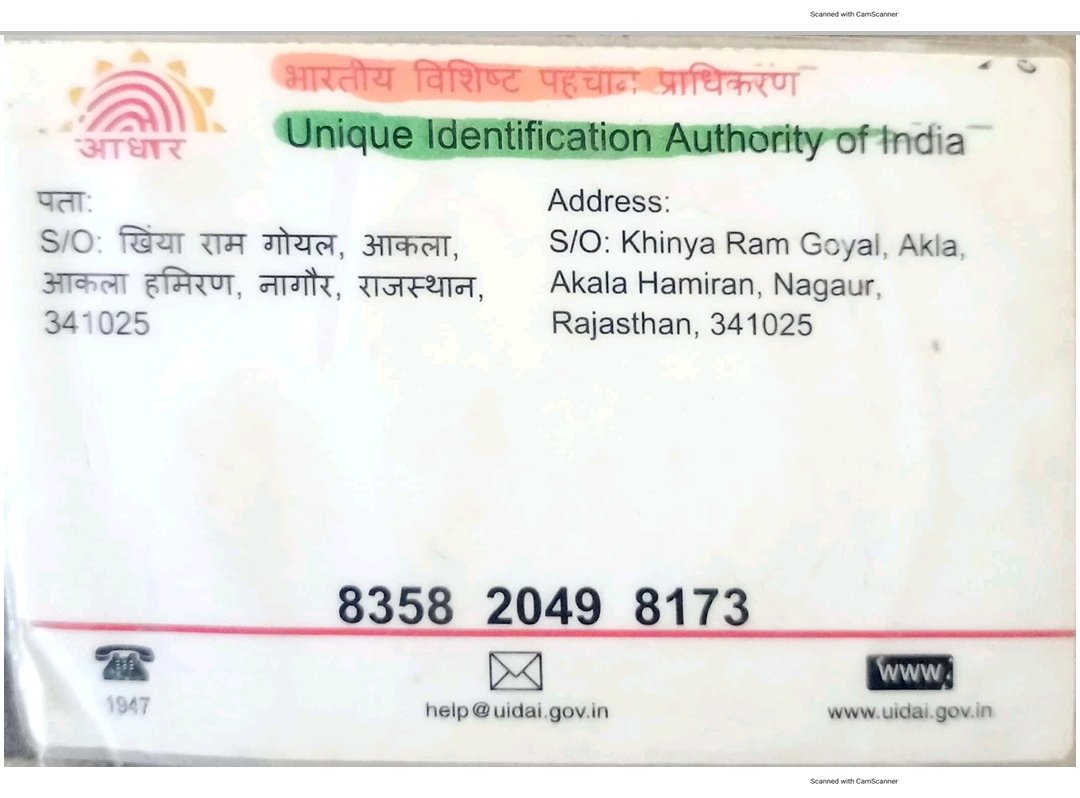 Scanned with CamScanner
आधार
भारतीय विशिष्ट पहचान प्राधिकरण
Unique Identification Authority of India
पता:
S/O: खिंया राम गोयल, आकला,
आकला हमिरण, नागौर, राजस्थान,
341025
Address:
S/O: Khinya Ram Goyal, Akla,
Akala Hamiran, Nagaur,
Rajasthan, 341025
8358 2049 8173
1947
help@uidai.gov.in
www.
www.uidai.gov.in
Scanned with CamScanner